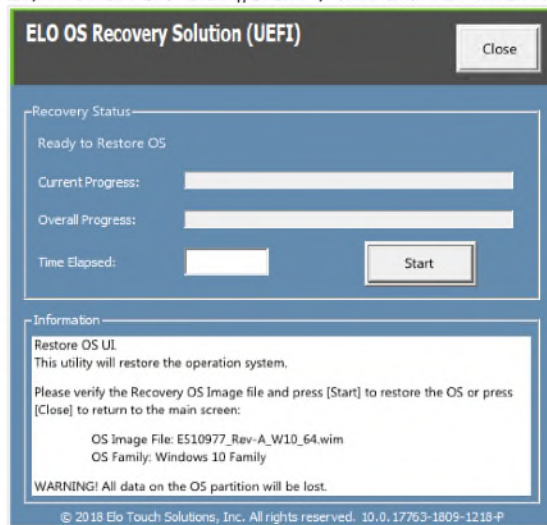 ELO OS Recovery Solution (UEFI)
Close
Recovery Status
Ready to Restore OS
Current Progress:
Overall Progress:
Time Elapsed:
Start
Information
Restore OS UI
This utility will restore the operation system.
Please verify the Recovery OS Image file and press [Start] to restore the OS or press
[Close] to return to the main screen:
OS Image File: E510977_Rev-A_W10_64.wim
OS Family: Windows 10 Family
WARNING! All data on the OS partition will be lost.
© 2018 Elo Touch Solutions, Inc. All rights reserved. 10.0.17763-1809-1218-P